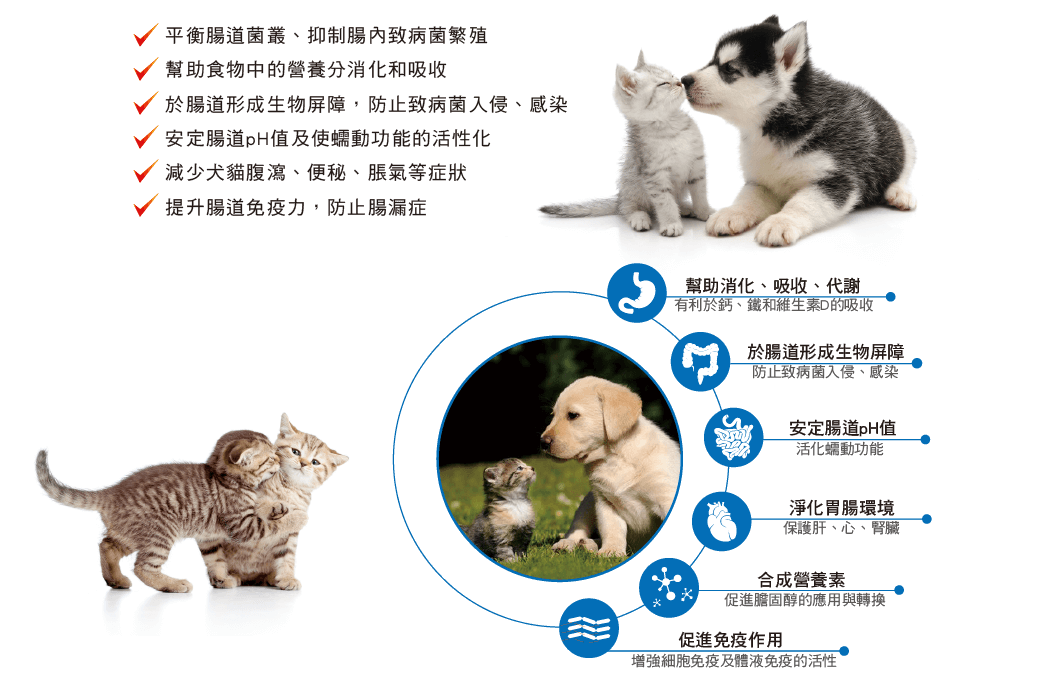 平衡腸道菌叢、抑制腸內致病菌繁殖
幫助食物中的營養分消化和吸收
於腸道形成生物屏障，防止致病菌入侵、感染
安定腸道pH值及使蠕動功能的活性化
減少犬貓腹瀉、便秘、脹氣等症狀
提升腸道免疫力，防止腸漏症
幫助消化、吸收、代謝
有利於鈣、鐵和維生素D的吸收
於腸道形成生物屏障
防止致病菌入侵、感染
安定腸道pH值
活化蠕動功能
淨化胃腸環境
保護肝、心、腎臟
合成營養素
促進膽固醇的應用與轉換
促進免疫作用
增強細胞免疫及體液免疫的活性